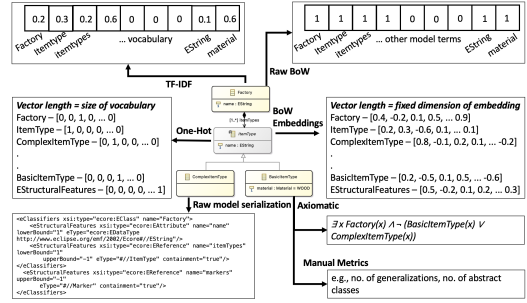 0.2 0.3 0.2 0.6 0 0 0 0.1 0.6
Factory Itemtype itemtypes ... vocabulary EString material
1 1 1 1 0 0 0 1 1
Factory Itemtype itemtypes ... other model terms EString material
TF-IDF
Raw BoW
Factory
name : EString
[1..*] itemTypes
ItemType
name : EString
ComplexItemType
BasicItemType
material : Material = WOOD
One-Hot
BoW
Embeddings
Vector length = size of vocabulary
Factory – [0, 0, 1, 0, ... 0]
ItemType – [1, 0, 0, 0, ... 0]
ComplexItemType – [0, 1, 0, 0, ... 0]
.
.
BasicItemType – [0, 0, 0, 1, ... 0]
EStructuralFeatures – [0, 0, 0, 0, ... 1]
Vector length = fixed dimension of embedding
Factory – [0.4, -0.2, 0.1, 0.5, ... 0.9]
ItemType – [0.2, 0.3, -0.6, 0.1, ... 0.1]
ComplexItemType – [0.8, -0.1, 0.2, 0.1, ... -0.2]
.
.
BasicItemType – [0.2, -0.5, 0.1, 0.5, ... -0.6]
EStructuralFeatures – [0.5, -0.2, 0.1, 0.2, ... 0.3]
Raw model serialization
Axiomatic
<eClassifiers xsi:type="ecore:EClass" name="Factory">
<eStructuralFeatures xsi:type="ecore:EAttribute" name="name"
lowerBound="1" eType="ecore:EDataType
http://www.eclipse.org/emf/2002/Ecore#//EString"/>
<eStructuralFeatures xsi:type="ecore:EReference" name="itemTypes"
lowerBound="1"
upperBound="-1" eType="#//ItemType" containment="true"/>
</eClassifiers>
<eStructuralFeatures xsi:type="ecore:EReference" name="markers"
upperBound="-1"
eType="#//Marker" containment="true"/>
</eClassifiers>
∃ x Factory(x) ∧ ¬ (BasicItemType(x) ∨
ComplexItemType(x))
Manual Metrics
e.g., no. of generalizations, no. of abstract
classes